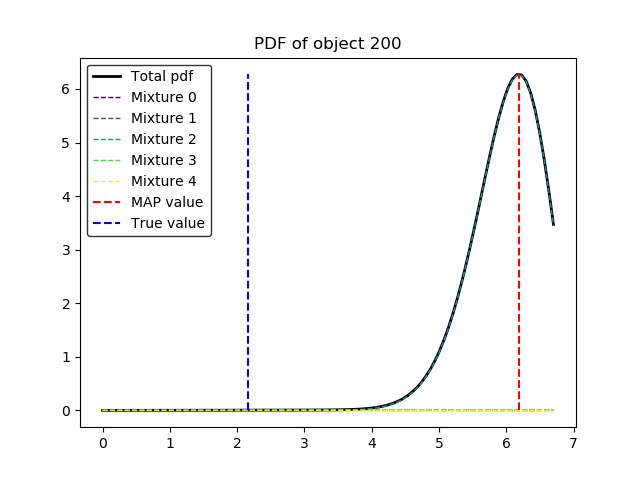 PDF of object 200
Total pdf
Mixture 0
Mixture 1
Mixture 2
Mixture 3
Mixture 4
MAP value
True value
6
5
4
3
2
1
0
0 1 2 3 4 5 6 7